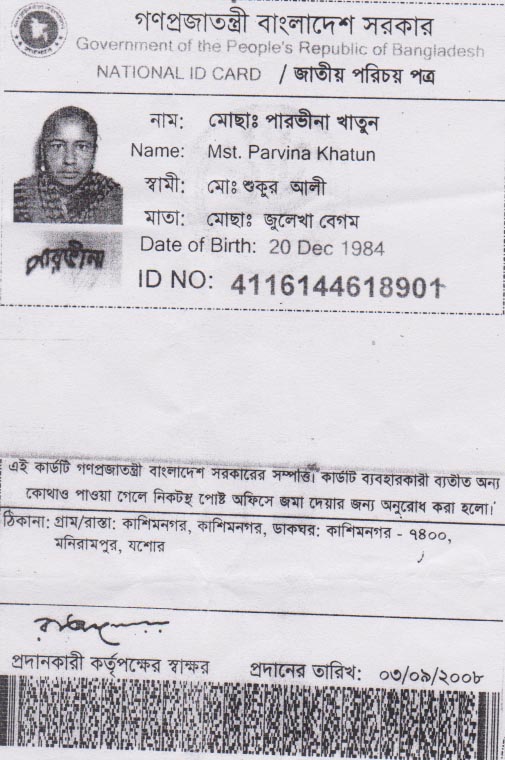 গণপ্রজাতন্ত্রী বাংলাদেশ সরকার
Government of the People's Republic of Bangladesh
NATIONAL ID CARD / জাতীয় পরিচয় পত্র
নাম: মোছাঃ পারভীনা খাতুন
Name: Mst. Parvina Khatun
স্বামী: মোঃ শুকুর আলী
মাতা: মোছাঃ জুলেখা বেগম
Date of Birth: 20 Dec 1984
ID NO: 4116144618901
পারভীনা
এই কার্ডটি গণপ্রজাতন্ত্রী বাংলাদেশ সরকারের সম্পত্তি। কার্ডটি ব্যবহারকারী ব্যতীত অন্য
কোথাও পাওয়া গেলে নিকটস্থ পোষ্ট অফিসে জমা দেয়ার জন্য অনুরোধ করা হলো।
ঠিকানা: গ্রাম/রাস্তা: কাশিমনগর, কাশিমনগর, ডাকঘর: কাশিমনগর - ৭৪০০,
মনিরামপুর, যশোর
প্রদানকারী কর্তৃপক্ষের স্বাক্ষর প্রদানের তারিখ: ০৩/০৯/২০০৮